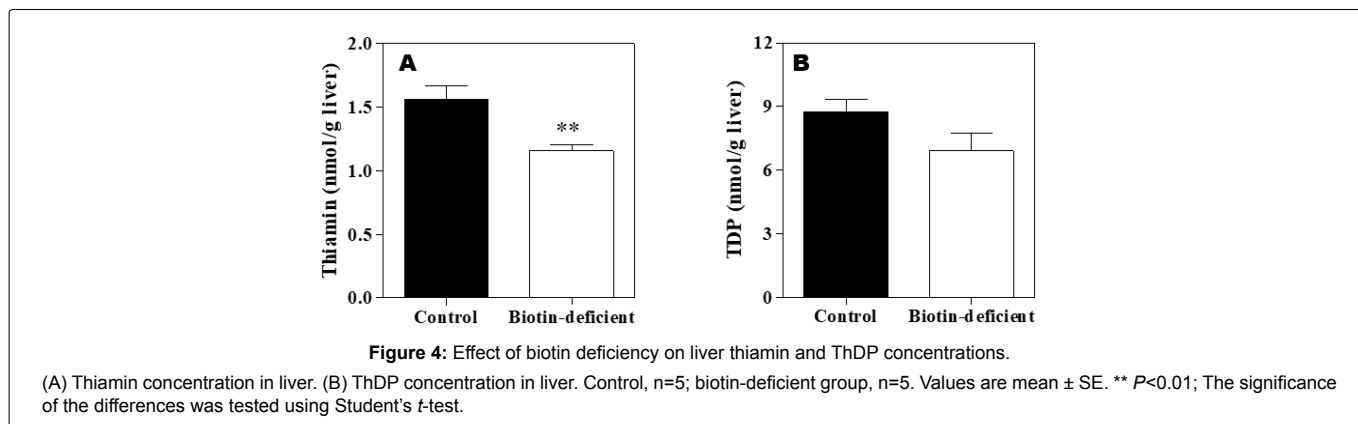 A
Thiamin (nmol/g liver)
2.0
1.5
1.0
0.5
0.0
**
Control
Biotin-deficient
B
TDP (nmol/g liver)
12
9
6
3
0
Control
Biotin-deficient
Figure 4: Effect of biotin deficiency on liver thiamin and ThDP concentrations.
(A) Thiamin concentration in liver. (B) ThDP concentration in liver. Control, n=5; biotin-deficient group, n=5. Values are mean ± SE. ** P<0.01; The significance
of the differences was tested using Student's t-test.